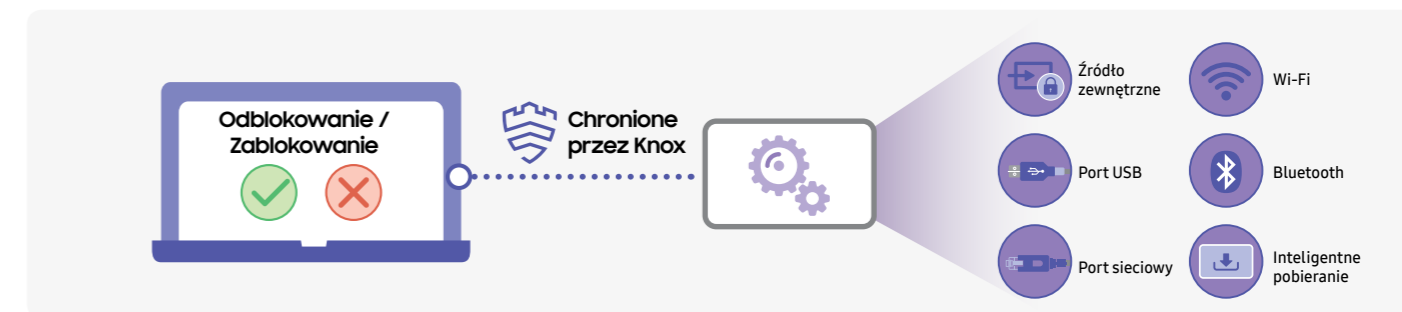 Odblokowanie /
Zablokowanie
Chronione
przez Knox
Źródło
zewnętrzne
Wi-Fi
Port USB
Bluetooth
Port sieciowy
Inteligentne
pobieranie